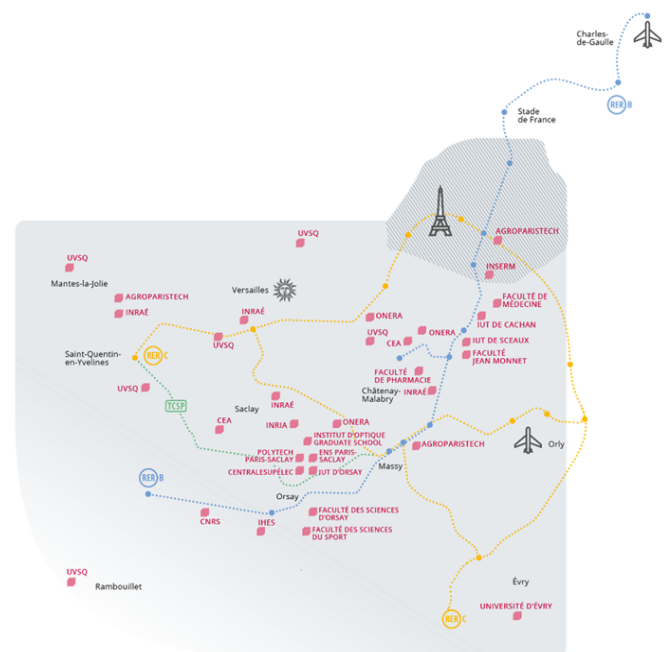 Charles-
de-Gaulle
RER B
Stade
de France
AGROPARISTECH
UVSQ
INSERM
UVSQ
Mantes-la-Jolie
Versailles
AGROPARISTECH
INRAÉ
FACULTÉ DE
MÉDECINE
INRAÉ
ONERA
IUT DE CACHAN
UVSQ
ONERA
CEA
UVSQ
IUT DE SCEAUX
Saint-Quentin-
en-Yvelines
RER C
FACULTÉ
JEAN MONNET
FACULTÉ
DE PHARMACIE
UVSQ
Châtenay-
Malabry
INRAÉ
TCSP
Saclay
INRAÉ
CEA
INRIA
ONERA
INSTITUT D'OPTIQUE
GRADUATE SCHOOL
AGROPARISTECH
Orly
POLYTECH
PARIS-SACLAY
ENS PARIS-
SACLAY
Massy
CENTRALESUPÉLEC
IUT D'ORSAY
RER B
Orsay
CNRS
IHES
FACULTÉ DES SCIENCES
D'ORSAY
FACULTÉ DES SCIENCES
DU SPORT
UVSQ
Rambouillet
Évry
UNIVERSITÉ D'ÉVRY
RER C